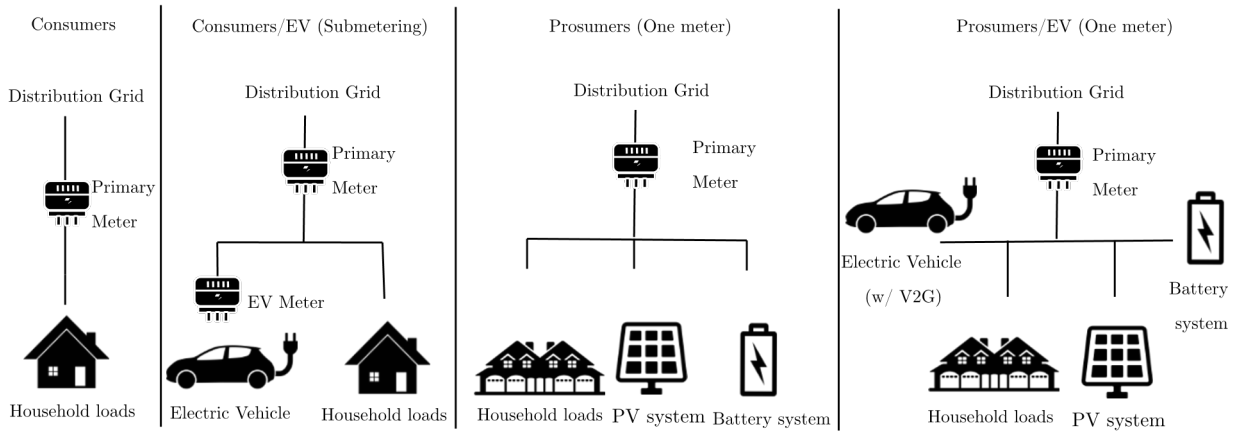 Consumers
Distribution Grid
Primary
Meter
Household loads
Consumers/EV (Submetering)
Distribution Grid
Primary
Meter
EV Meter
Electric Vehicle
Household loads
Prosumers (One meter)
Distribution Grid
Primary
Meter
Household loads
PV system
Battery system
Prosumers/EV (One meter)
Distribution Grid
Primary
Meter
Electric Vehicle
(w/ V2G)
Battery
system
Household loads
PV system